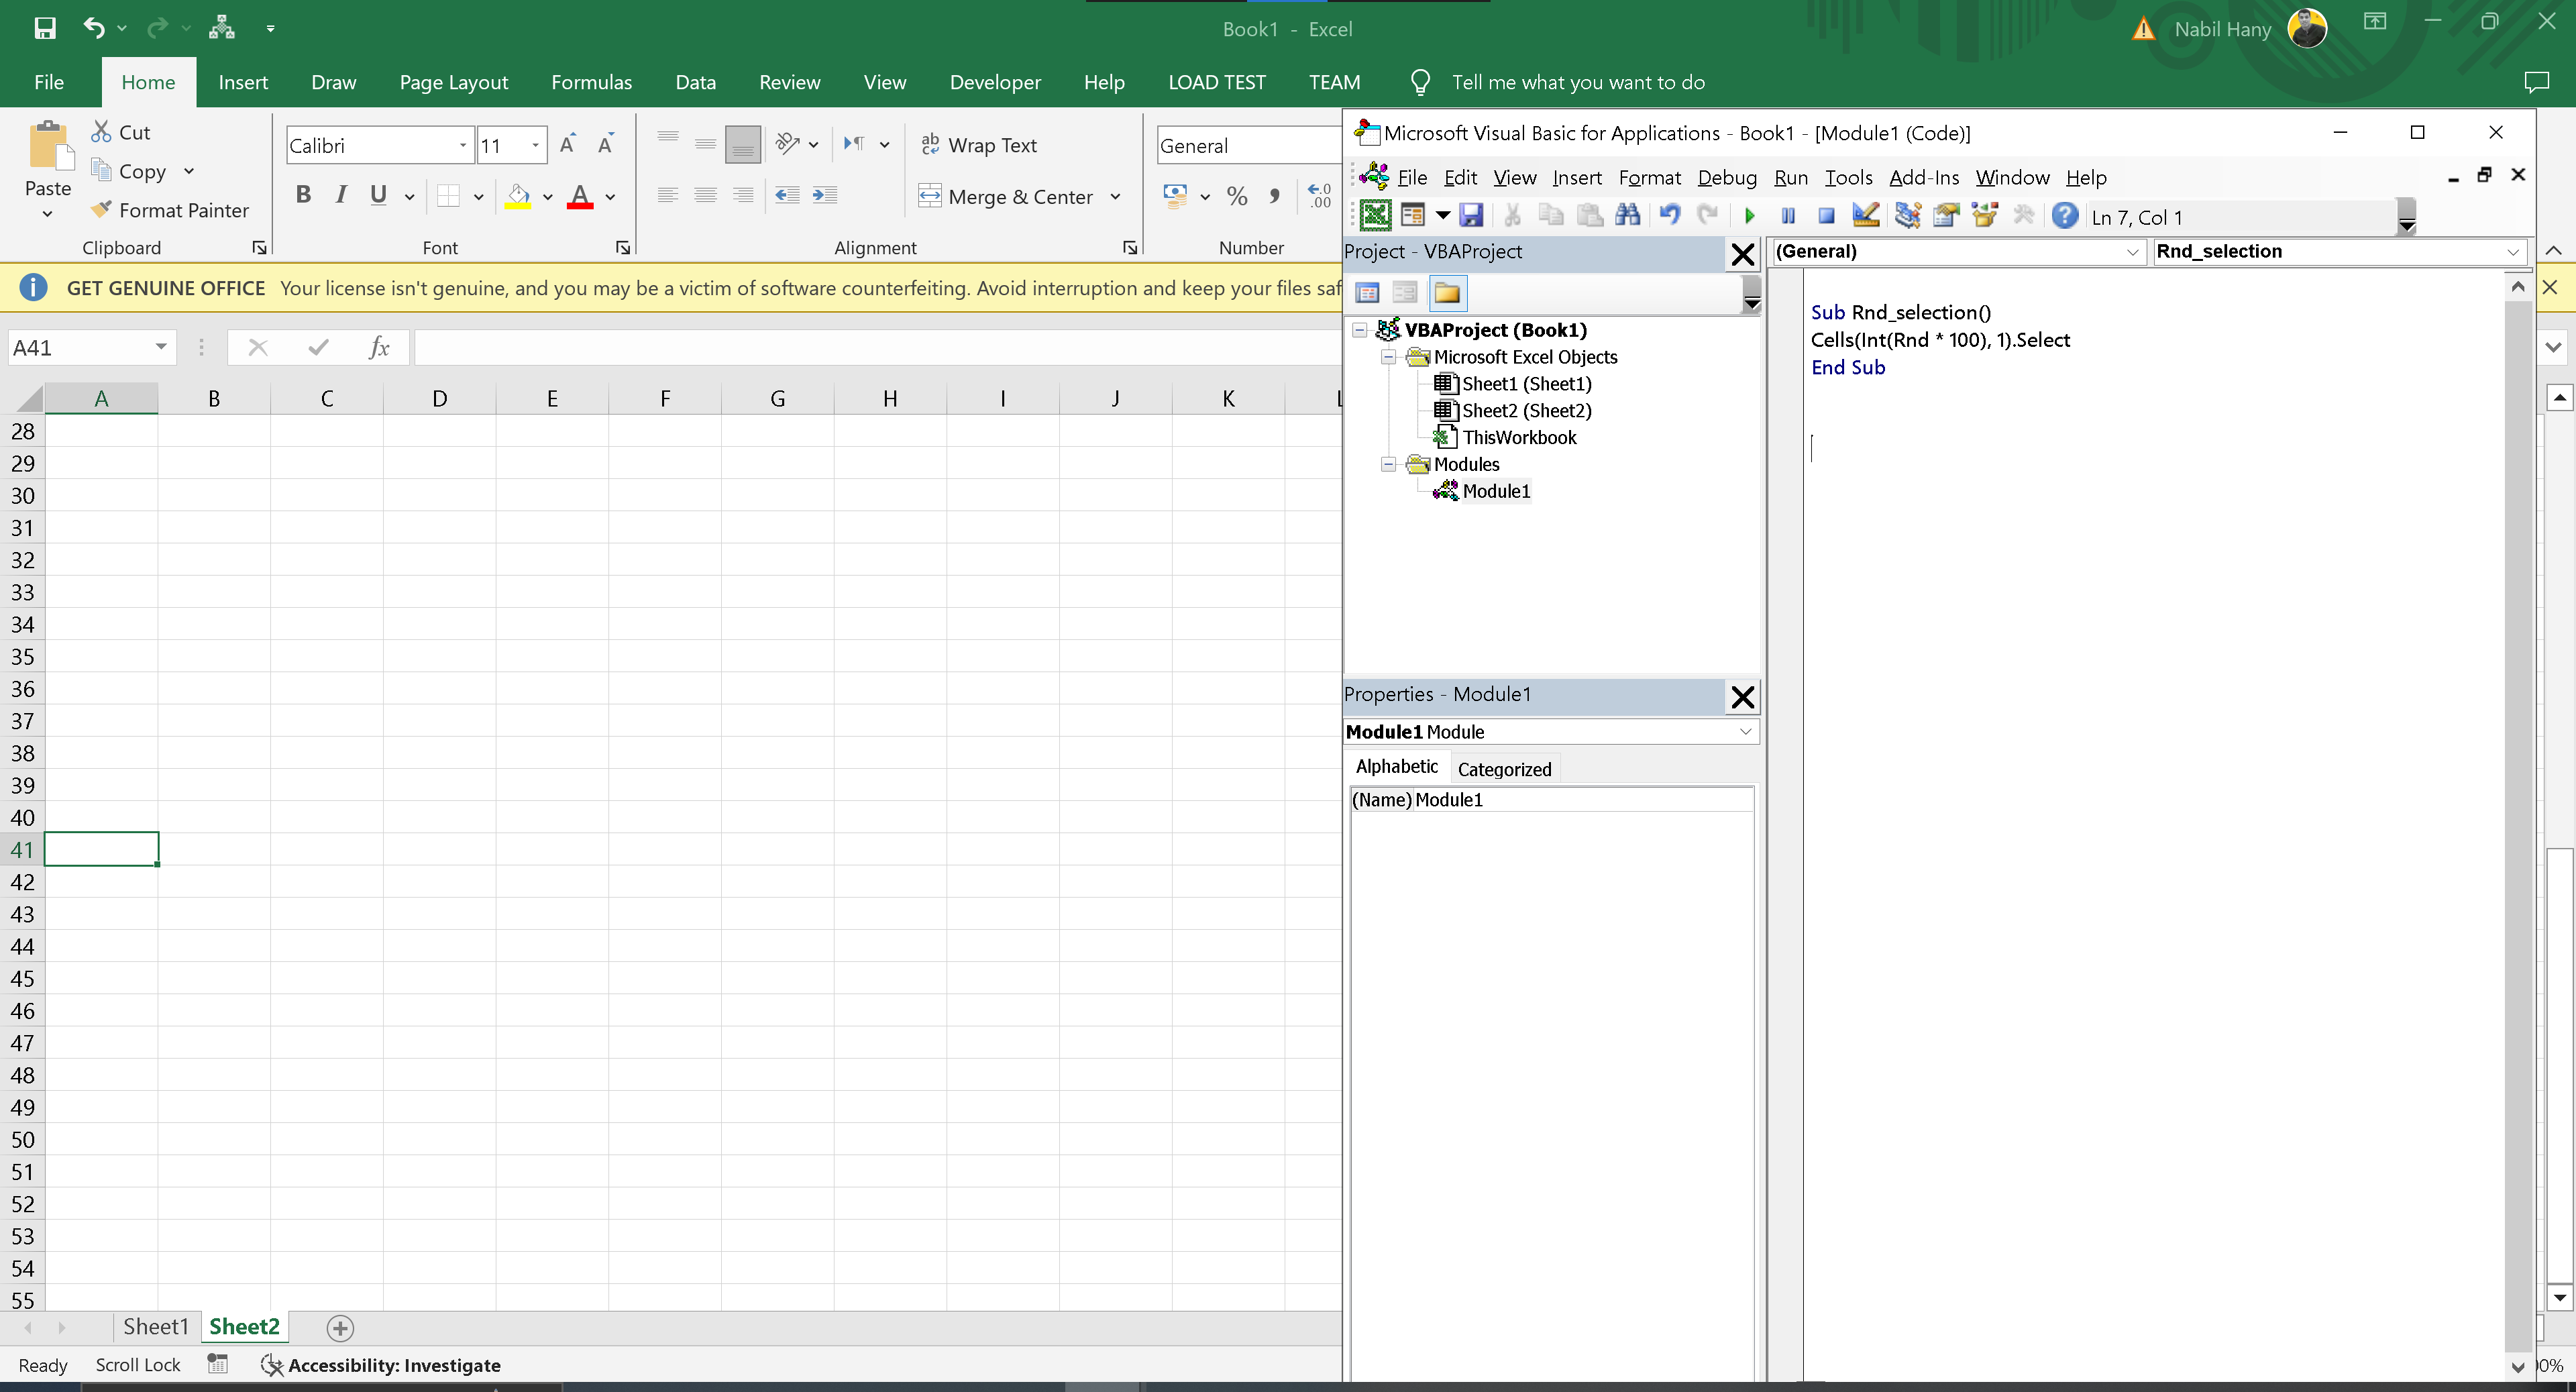 Book1 - Excel
Nabil Hany
File Home Insert Draw Page Layout Formulas Data Review View Developer Help LOAD TEST TEAM Tell me what you want to do
Paste
Cut
Copy
Format Painter
Clipboard
Calibri 11
B I U
Font
Wrap Text
Merge & Center
Alignment
General
% 
Number
GET GENUINE OFFICE Your license isn't genuine, and you may be a victim of software counterfeiting. Avoid interruption and keep your files saf
A41 fx
A B C D E F G H I J K
28
29
30
31
32
33
34
35
36
37
38
39
40
41
42
43
44
45
46
47
48
49
50
51
52
53
54
55
Sheet1 Sheet2
Ready Scroll Lock Accessibility: Investigate
Microsoft Visual Basic for Applications - Book1 - [Module1 (Code)]
File Edit View Insert Format Debug Run Tools Add-Ins Window Help
Ln 7, Col 1
Project - VBAProject
VBAProject (Book1)
Microsoft Excel Objects
Sheet1 (Sheet1)
Sheet2 (Sheet2)
ThisWorkbook
Modules
Module1
Properties - Module1
Module1 Module
Alphabetic Categorized
(Name) Module1
(General) Rnd_selection
Sub Rnd_selection()
Cells(Int(Rnd * 100), 1).Select
End Sub